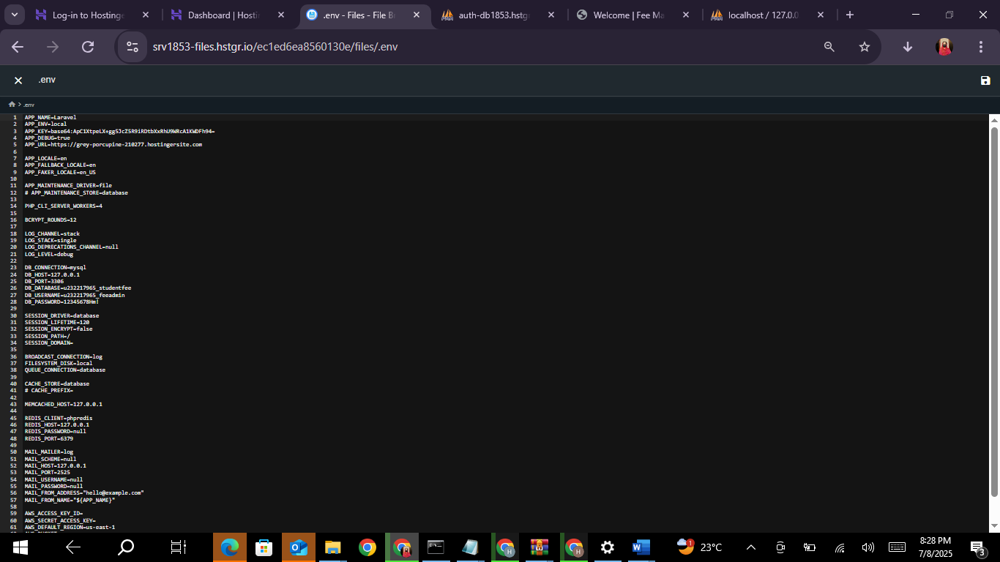 Log-in to Hostinge
Dashboard | Hostin
.env - Files - File B
auth-db1853.hstgr
Welcome | Fee Ma
localhost / 127.0.0
srv1853-files.hstgr.io/ec1ed6ea8560130e/files/.env
.env
.env
1 APP_NAME=Laravel
2 APP_ENV=local
3 APP_KEY=base64:ApC1XtpeLX+gg5JcZ5R9iRDtbXxRhU9WRcA1KWDFh94=
4 APP_DEBUG=true
5 APP_URL=https://grey-porcupine-210277.hostingersite.com
6
7 APP_LOCALE=en
8 APP_FALLBACK_LOCALE=en
9 APP_FAKER_LOCALE=en_US
10
11 APP_MAINTENANCE_DRIVER=file
12 # APP_MAINTENANCE_STORE=database
13
14 PHP_CLI_SERVER_WORKERS=4
15
16 BCRYPT_ROUNDS=12
17
18 LOG_CHANNEL=stack
19 LOG_STACK=single
20 LOG_DEPRECATIONS_CHANNEL=null
21 LOG_LEVEL=debug
22
23 DB_CONNECTION=mysql
24 DB_HOST=127.0.0.1
25 DB_PORT=3306
26 DB_DATABASE=u232217965_studentfee
27 DB_USERNAME=u232217965_feeadmin
28 DB_PASSWORD=12345678Hm!
29
30 SESSION_DRIVER=database
31 SESSION_LIFETIME=120
32 SESSION_ENCRYPT=false
33 SESSION_PATH=/
34 SESSION_DOMAIN=
35
36 BROADCAST_CONNECTION=log
37 FILESYSTEM_DISK=local
38 QUEUE_CONNECTION=database
39
40 CACHE_STORE=database
41 # CACHE_PREFIX=
42
43 MEMCACHED_HOST=127.0.0.1
44
45 REDIS_CLIENT=phpredis
46 REDIS_HOST=127.0.0.1
47 REDIS_PASSWORD=null
48 REDIS_PORT=6379
49
50 MAIL_MAILER=log
51 MAIL_SCHEME=null
52 MAIL_HOST=127.0.0.1
53 MAIL_PORT=2525
54 MAIL_USERNAME=null
55 MAIL_PASSWORD=null
56 MAIL_FROM_ADDRESS="hello@example.com"
57 MAIL_FROM_NAME="${APP_NAME}"
58
59 AWS_ACCESS_KEY_ID=
60 AWS_SECRET_ACCESS_KEY=
61 AWS_DEFAULT_REGION=us-east-1
1
23°C
8:28 PM
7/8/2025
3
H
H